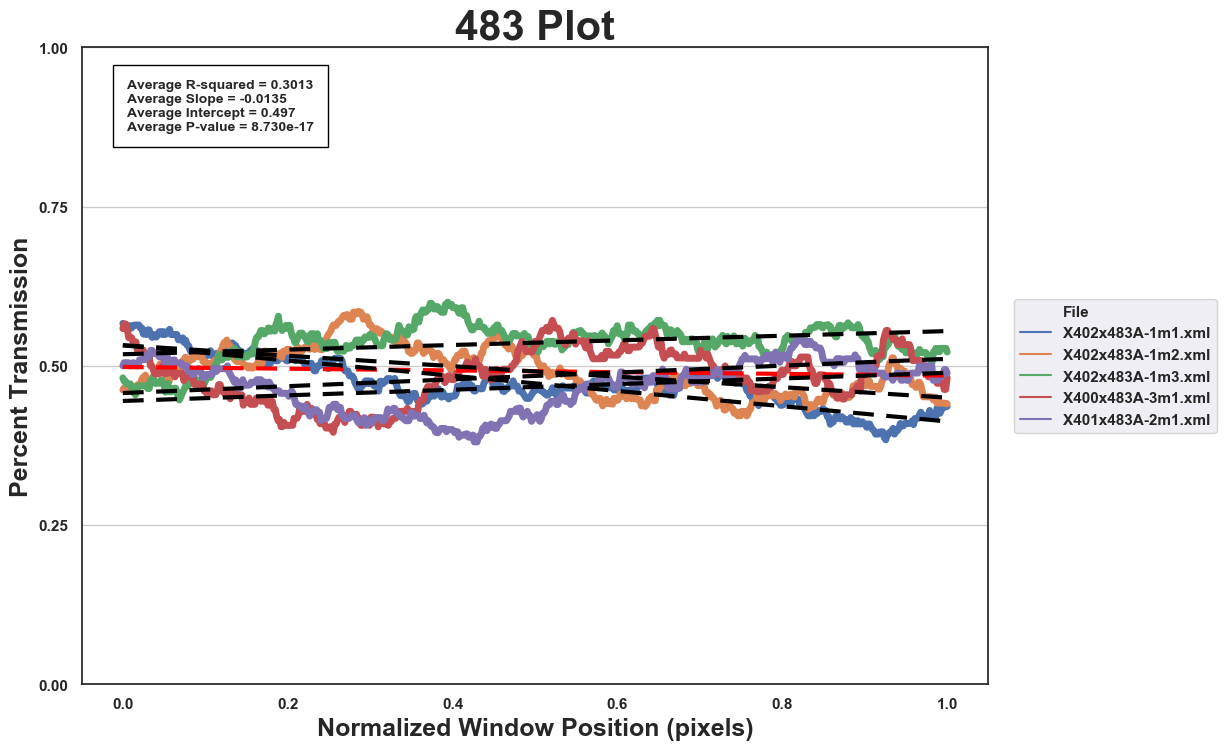 483 Plot
1.00
0.75
0.50
0.25
0.00
Percent Transmission
Average R-squared = 0.3013
Average Slope = -0.0135
Average Intercept = 0.497
Average P-value = 8.730e-17
0.0 0.2 0.4 0.6 0.8 1.0
Normalized Window Position (pixels)
File
X402x483A-1m1.xml
X402x483A-1m2.xml
X402x483A-1m3.xml
X400x483A-3m1.xml
X401x483A-2m1.xml